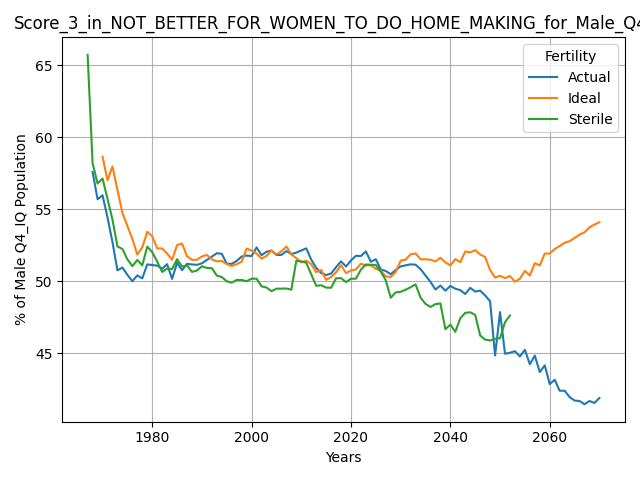 Score_3_in_NOT_BETTER_FOR_WOMEN_TO_DO_HOME_MAKING_for_Male_Q4
Fertility
Actual
Ideal
Sterile
% of Male Q4_IQ Population
65
60
55
50
45
1980
2000
2020
2040
2060
Years